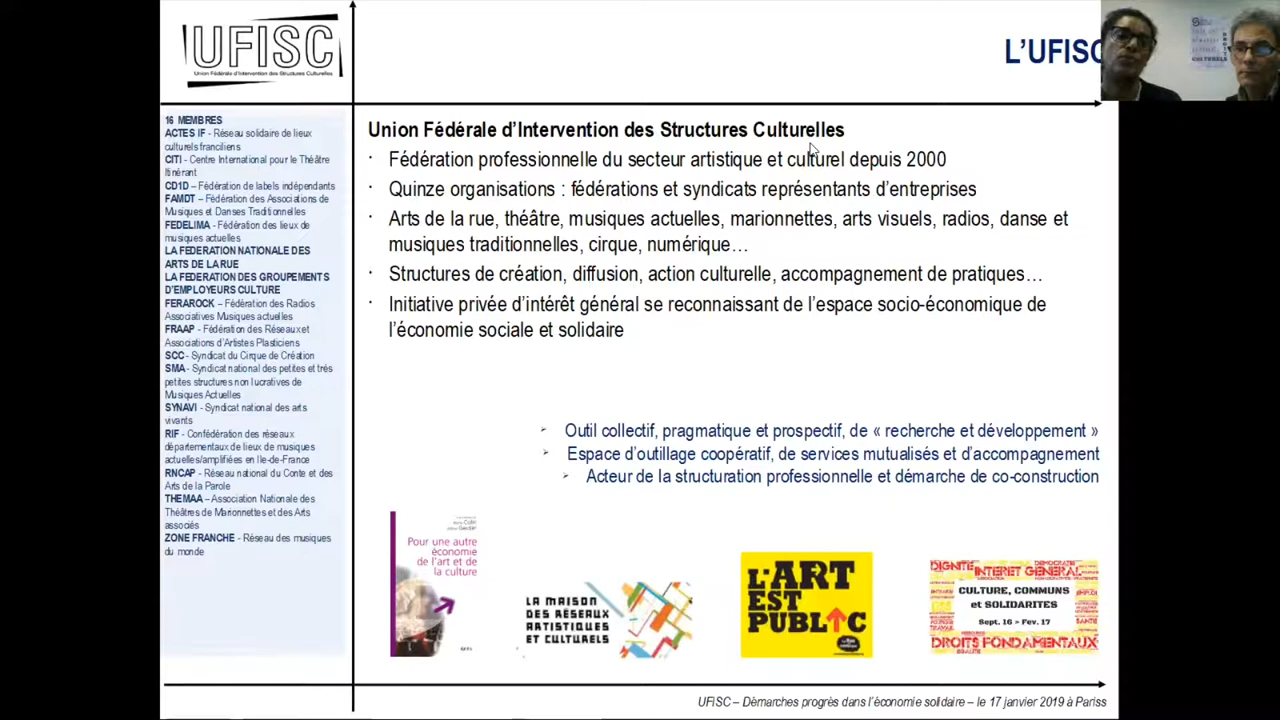 UFISC
Union Fédérale d'Intervention des Structures Culturelles
L'UFISC
16 MEMBRES
ACTES IF - Réseau solidaire de lieux
culturels franciliens
CITI - Centre International pour le Théâtre
Itinérant
CD1D – Fédération de labels indépendants
FAMDT – Fédération des Associations de
Musiques et Danses Traditionnelles
FEDELIMA - Fédération des lieux de
musiques actuelles
LA FEDERATION NATIONALE DES
ARTS DE LA RUE
LA FEDERATION DES GROUPEMENTS
D'EMPLOYEURS CULTURE
FERAROCK – Fédération des Radios
Associatives Musiques actuelles
FRAAP - Fédération des Réseaux et
Associations d'Artistes Plasticiens
SCC - Syndicat du Cirque de Création
SMA - Syndicat national des petites et très
petites structures non lucratives de
Musiques Actuelles
SYNAVI - Syndicat national des arts
vivants
RIF – Confédération des réseaux
départementaux de lieux de musiques
actuelles/amplifiées en Ile-de-France
RNCAP - Réseau national du Conte et des
Arts de la Parole
THEMAA – Association Nationale des
Théâtres de Marionnettes et des Arts
associés
ZONE FRANCHE - Réseau des musiques
du monde
Union Fédérale d'Intervention des Structures Culturelles
· Fédération professionnelle du secteur artistique et culturel depuis 2000
· Quinze organisations : fédérations et syndicats représentants d'entreprises
· Arts de la rue, théâtre, musiques actuelles, marionnettes, arts visuels, radios, danse et
musiques traditionnelles, cirque, numérique…
· Structures de création, diffusion, action culturelle, accompagnement de pratiques…
· Initiative privée d'intérêt général se reconnaissant de l'espace socio-économique de
l'économie sociale et solidaire
➢ Outil collectif, pragmatique et prospectif, de « recherche et développement »
➢ Espace d'outillage coopératif, de services mutualisés et d'accompagnement
➢ Acteur de la structuration professionnelle et démarche de co-construction
Pour une autre
économie
de l'art et de
la culture
LA MAISON
DES RÉSEAUX
ARTISTIQUES
ET CULTURELS
L'ART
EST
PUBLIC
DIGNITÉ
INTERET GENERAL
CULTURE, COMMUNS
et SOLIDARITES
Sept. 16 > Fev. 17
SANTE
DROITS FONDAMENTAUX
UFISC – Démarches progrès dans l'économie solidaire – le 17 janvier 2019 à Pariss